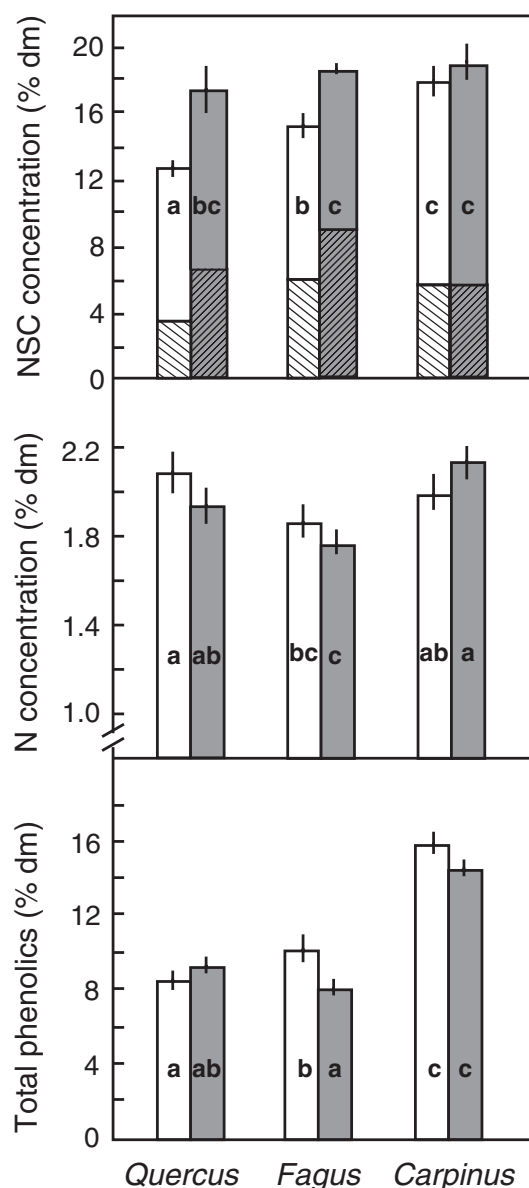 NSC concentration (% dm)
20
16
12
8
4
0
a bc b c c c
N concentration (% dm)
2.2
1.8
1.4
1.0
a ab bc c ab a
Total phenolics (% dm)
16
12
8
4
0
a ab b a c c
Quercus Fagus Carpinus